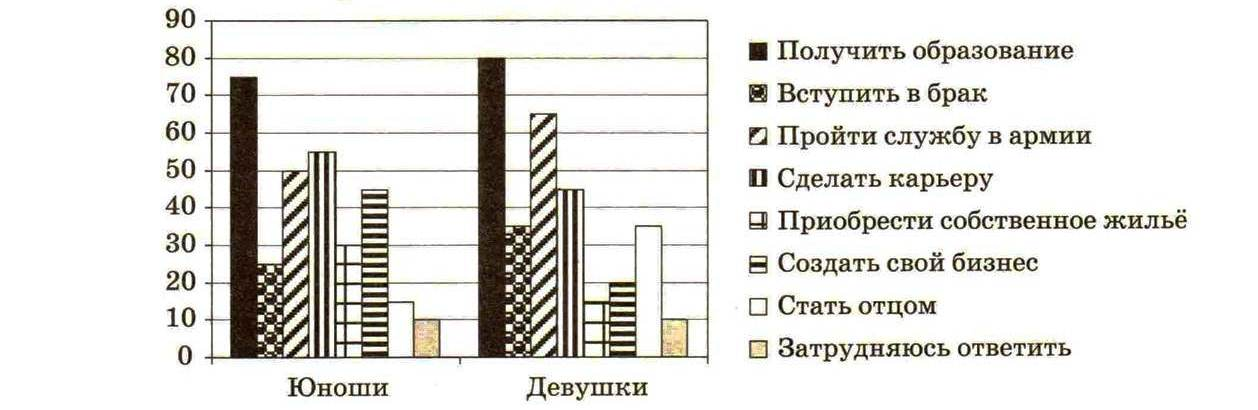 90
80
70
60
50
40
30
20
10
0
Юноши
Девушки
Получить образование
Вступить в брак
Пройти службу в армии
Сделать карьеру
Приобрести собственное жильё
Создать свой бизнес
Стать отцом
Затрудняюсь ответить